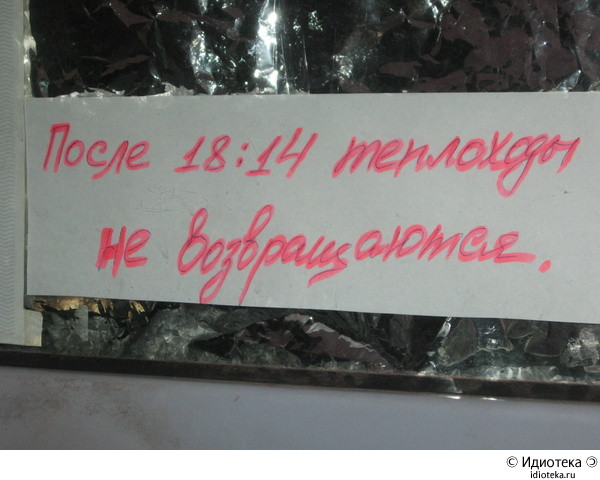 После 18:14 теплоходы
не возвращаются.
© Идиотека Э
idioteka.ru